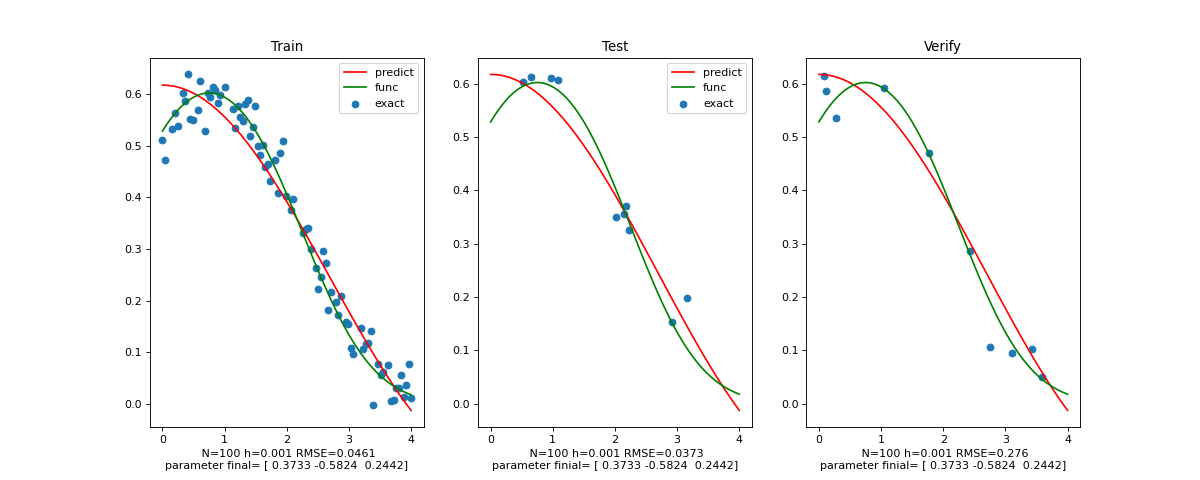 Train
predict
func
exact
0.6
0.5
0.4
0.3
0.2
0.1
0.0
0 1 2 3 4
N=100 h=0.001 RMSE=0.0461
parameter finial= [ 0.3733 -0.5824 0.2442]
Test
predict
func
exact
0.6
0.5
0.4
0.3
0.2
0.1
0.0
0 1 2 3 4
N=100 h=0.001 RMSE=0.0373
parameter finial= [ 0.3733 -0.5824 0.2442]
Verify
0.6
0.5
0.4
0.3
0.2
0.1
0.0
0 1 2 3 4
N=100 h=0.001 RMSE=0.276
parameter finial= [ 0.3733 -0.5824 0.2442]